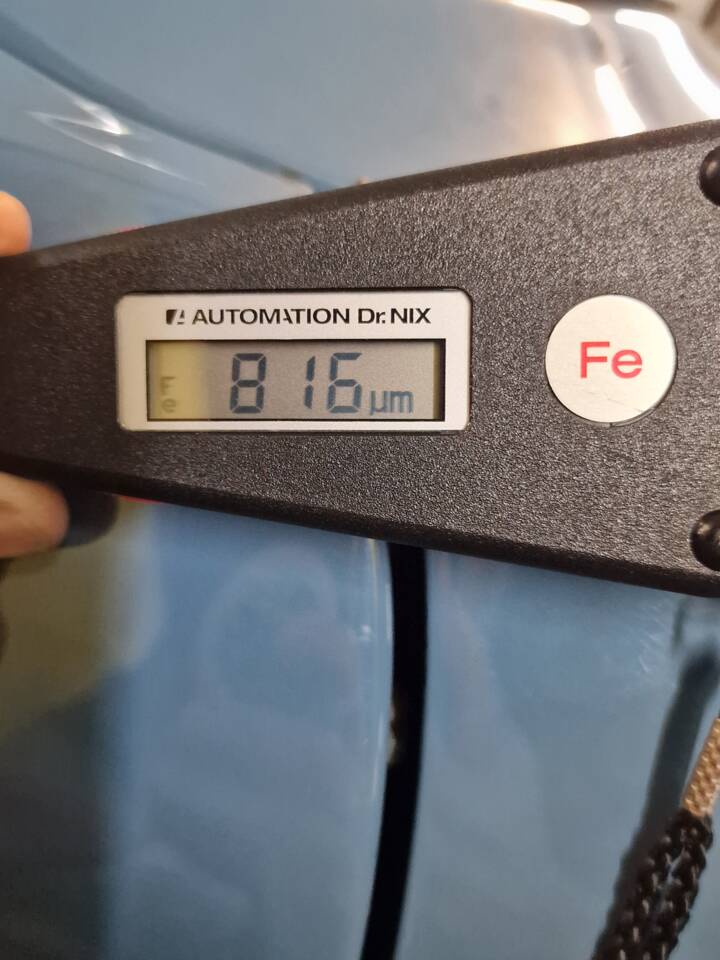 AUTOMATION Dr. NIX
Fe 816 µm
Fe